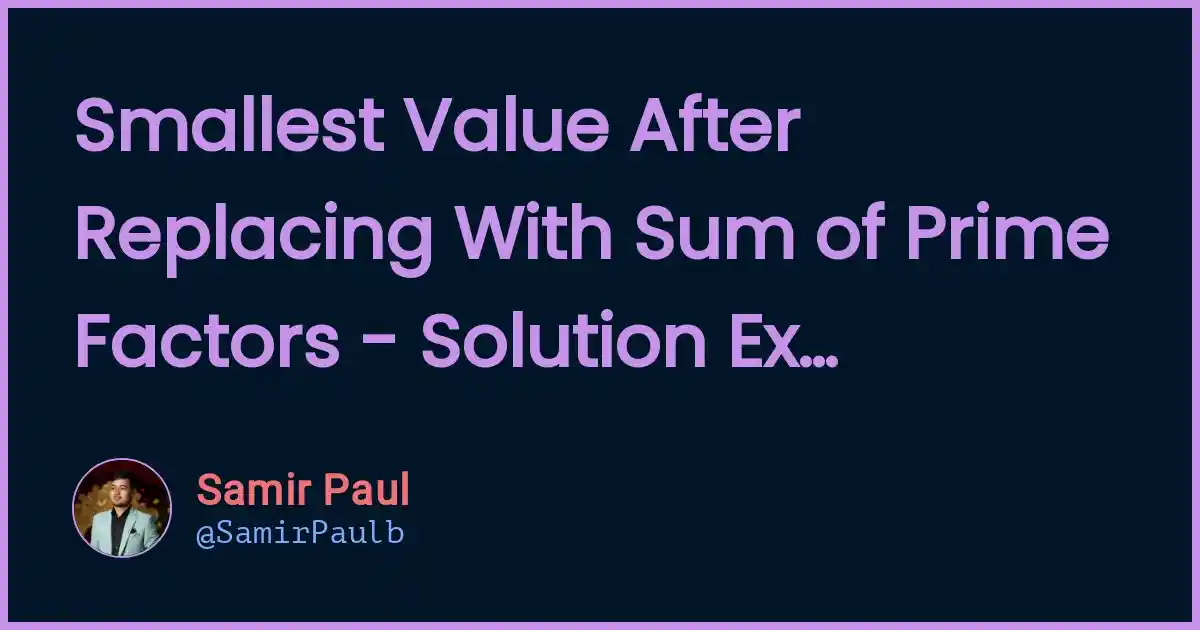 Smallest Value After
Replacing With Sum of Prime
Factors - Solution Ex...
Samir Paul
@SamirPaulb